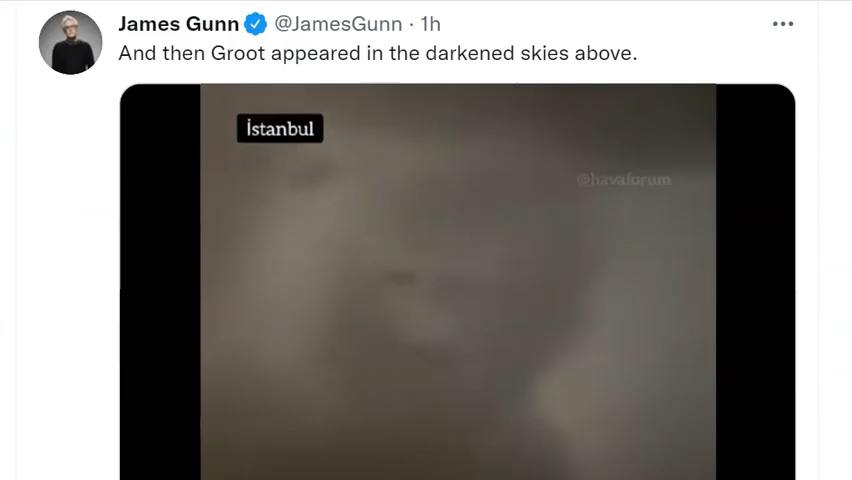 James Gunn @JamesGunn · 1h
And then Groot appeared in the darkened skies above.
İstanbul
@havaforum